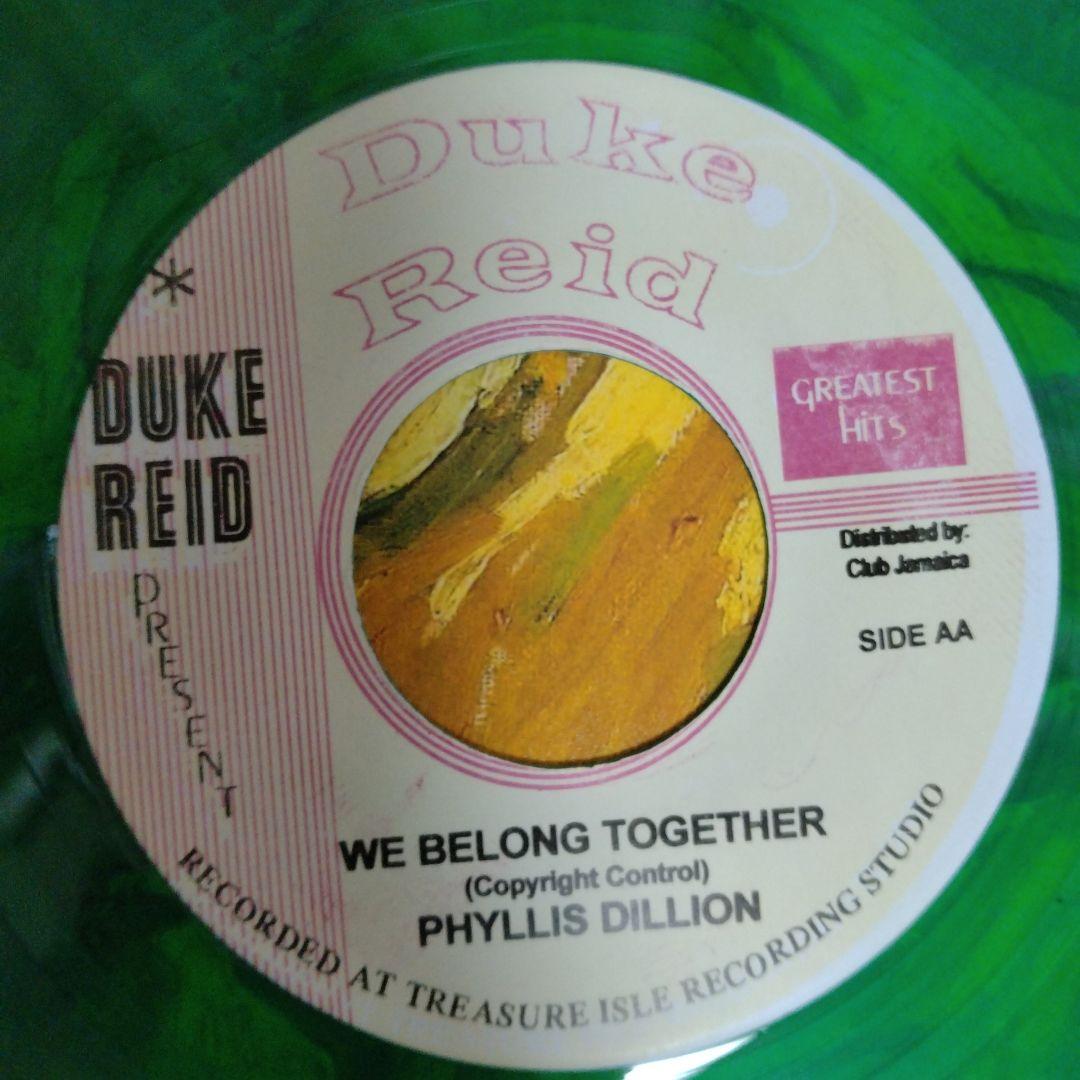 Duke
Reid
*
DUKE
REID
PRESENT
GREATEST
HITS
Distributed by:
Club Jamaica
SIDE AA
WE BELONG TOGETHER
(Copyright Control)
PHYLLIS DILLION
RECORDED AT TREASURE ISLE RECORDING STUDIO